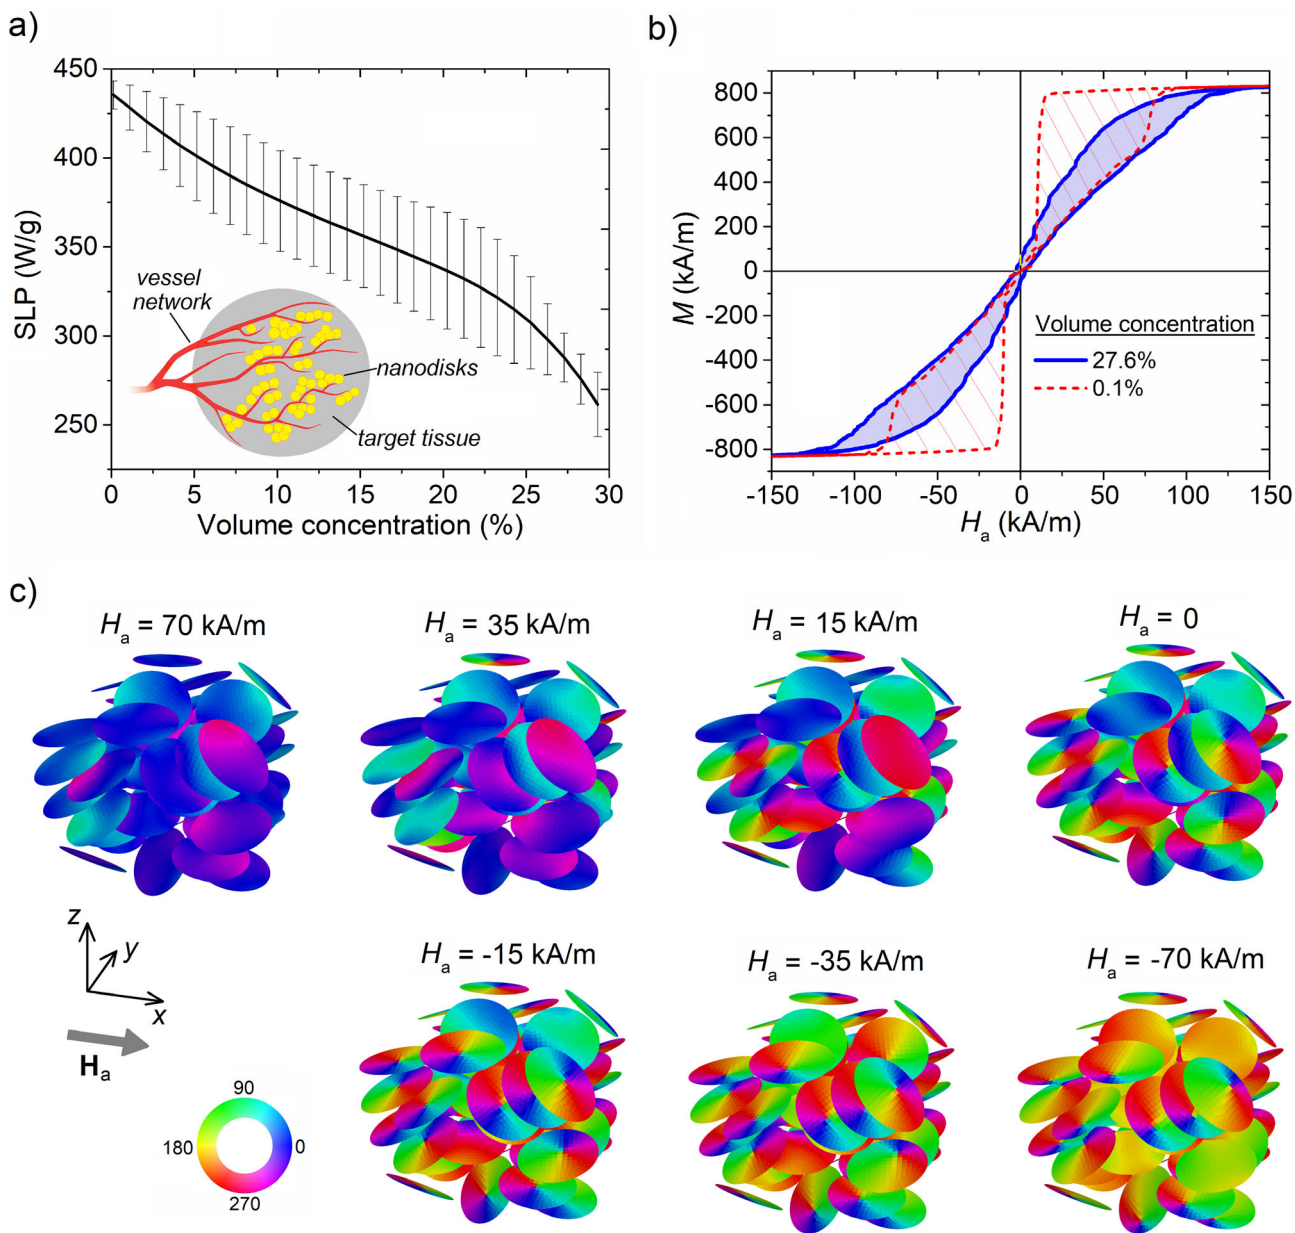 a)
450
400
350
300
250
SLP (W/g)
vessel
network
nanodisks
target tissue
0
5
10
15
20
25
30
Volume concentration (%)
b)
800
600
400
200
0
-200
-400
-600
-800
M (kA/m)
Volume concentration
27.6%
0.1%
-150
-100
-50
0
50
100
150
Hₐ (kA/m)
c)
Hₐ = 70 kA/m
Hₐ = 35 kA/m
Hₐ = 15 kA/m
Hₐ = 0
z
y
x
Hₐ
90
180
0
270
Hₐ = -15 kA/m
Hₐ = -35 kA/m
Hₐ = -70 kA/m